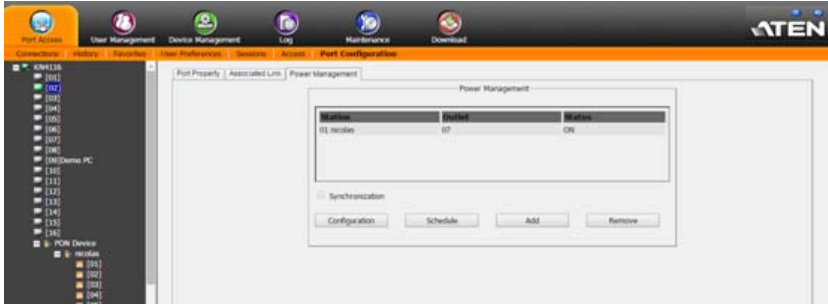 Port Access User Management Device Management Log Maintenance Download
ATEN
Connections History Favorites User Preferences Sessions Access Port Configuration
KN4116
[01]
[02]
[03]
[04]
[05]
[06]
[07]
[08]
[09]Demo PC
[10]
[11]
[12]
[13]
[14]
[15]
[16]
PON Device
nicolas
[01]
[02]
[03]
[04]
Port Property Associated Link Power Management
Power Management
Station Outlet Status
01 nicolas 07 ON
Synchronization
Configuration Schedule Add Remove